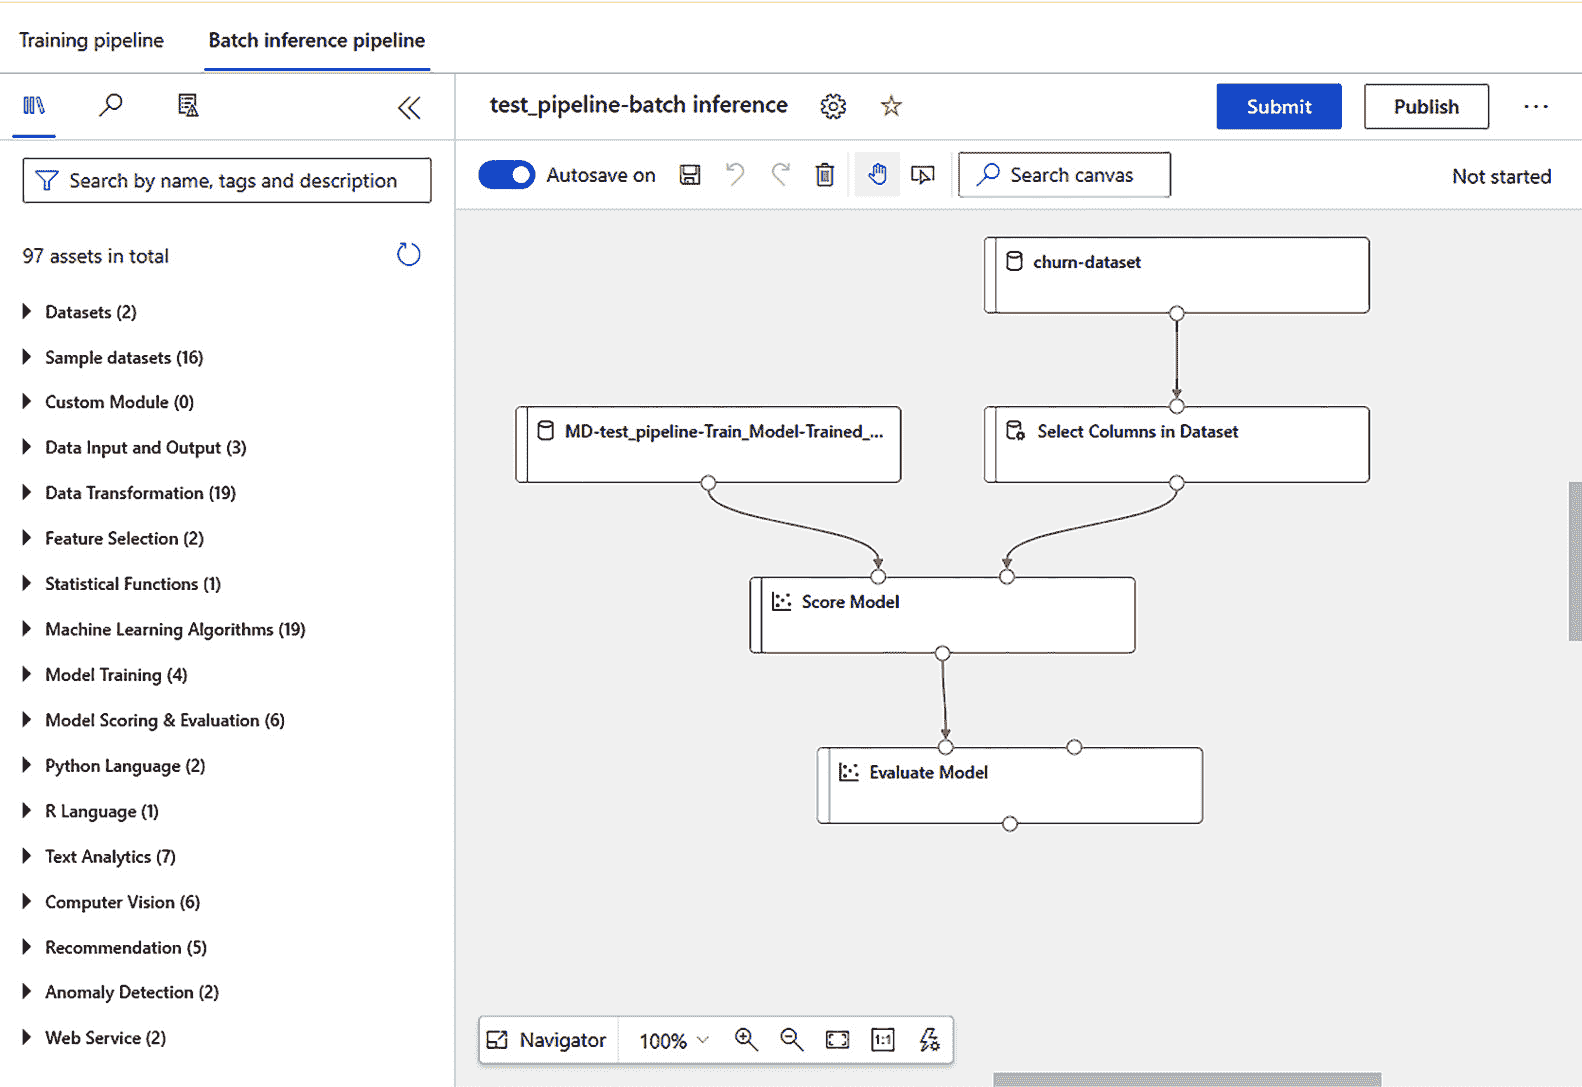 Training pipeline
Batch inference pipeline
test_pipeline-batch inference
Submit
Publish
Search by name, tags and description
Autosave on
Search canvas
Not started
97 assets in total
Datasets (2)
Sample datasets (16)
Custom Module (0)
Data Input and Output (3)
Data Transformation (19)
Feature Selection (2)
Statistical Functions (1)
Machine Learning Algorithms (19)
Model Training (4)
Model Scoring & Evaluation (6)
Python Language (2)
R Language (1)
Text Analytics (7)
Computer Vision (6)
Recommendation (5)
Anomaly Detection (2)
Web Service (2)
churn-dataset
MD-test_pipeline-Train_Model-Trained_...
Select Columns in Dataset
Score Model
Evaluate Model
Navigator
100%
1:1